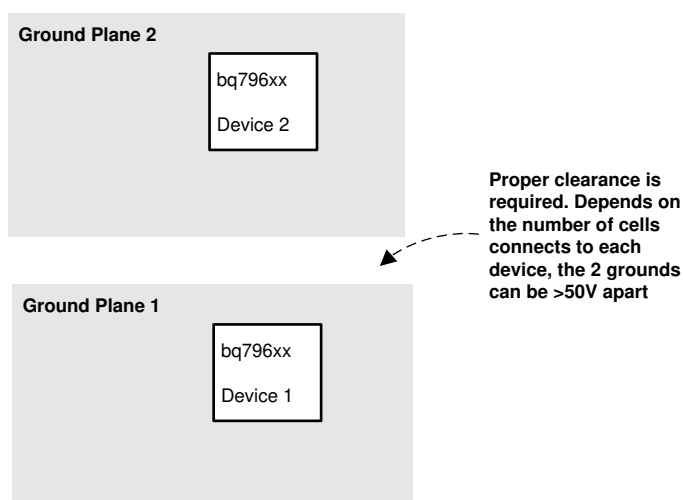 Ground Plane 2
bq796xx
Device 2
Proper clearance is
required. Depends on
the number of cells
connects to each
device, the 2 grounds
can be >50V apart
Ground Plane 1
bq796xx
Device 1